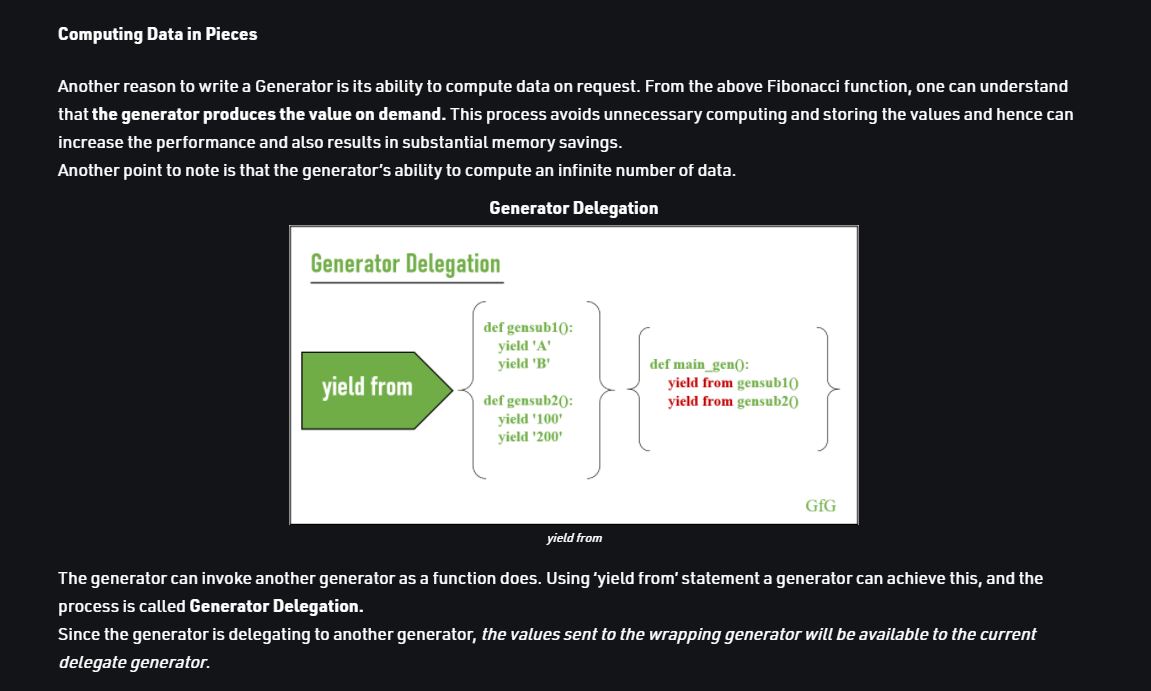 Computing Data in Pieces
Another reason to write a Generator is its ability to compute data on request. From the above Fibonacci function, one can understand
that the generator produces the value on demand. This process avoids unnecessary computing and storing the values and hence can
increase the performance and also results in substantial memory savings.
Another point to note is that the generator's ability to compute an infinite number of data.
Generator Delegation
Generator Delegation
yield from
def gensub1():
yield 'A'
yield 'B'
def gensub2():
yield '100'
yield '200'
def main_gen():
yield from gensub1()
yield from gensub2()
GfG
yield from
The generator can invoke another generator as a function does. Using 'yield from' statement a generator can achieve this, and the
process is called Generator Delegation.
Since the generator is delegating to another generator, the values sent to the wrapping generator will be available to the current
delegate generator.